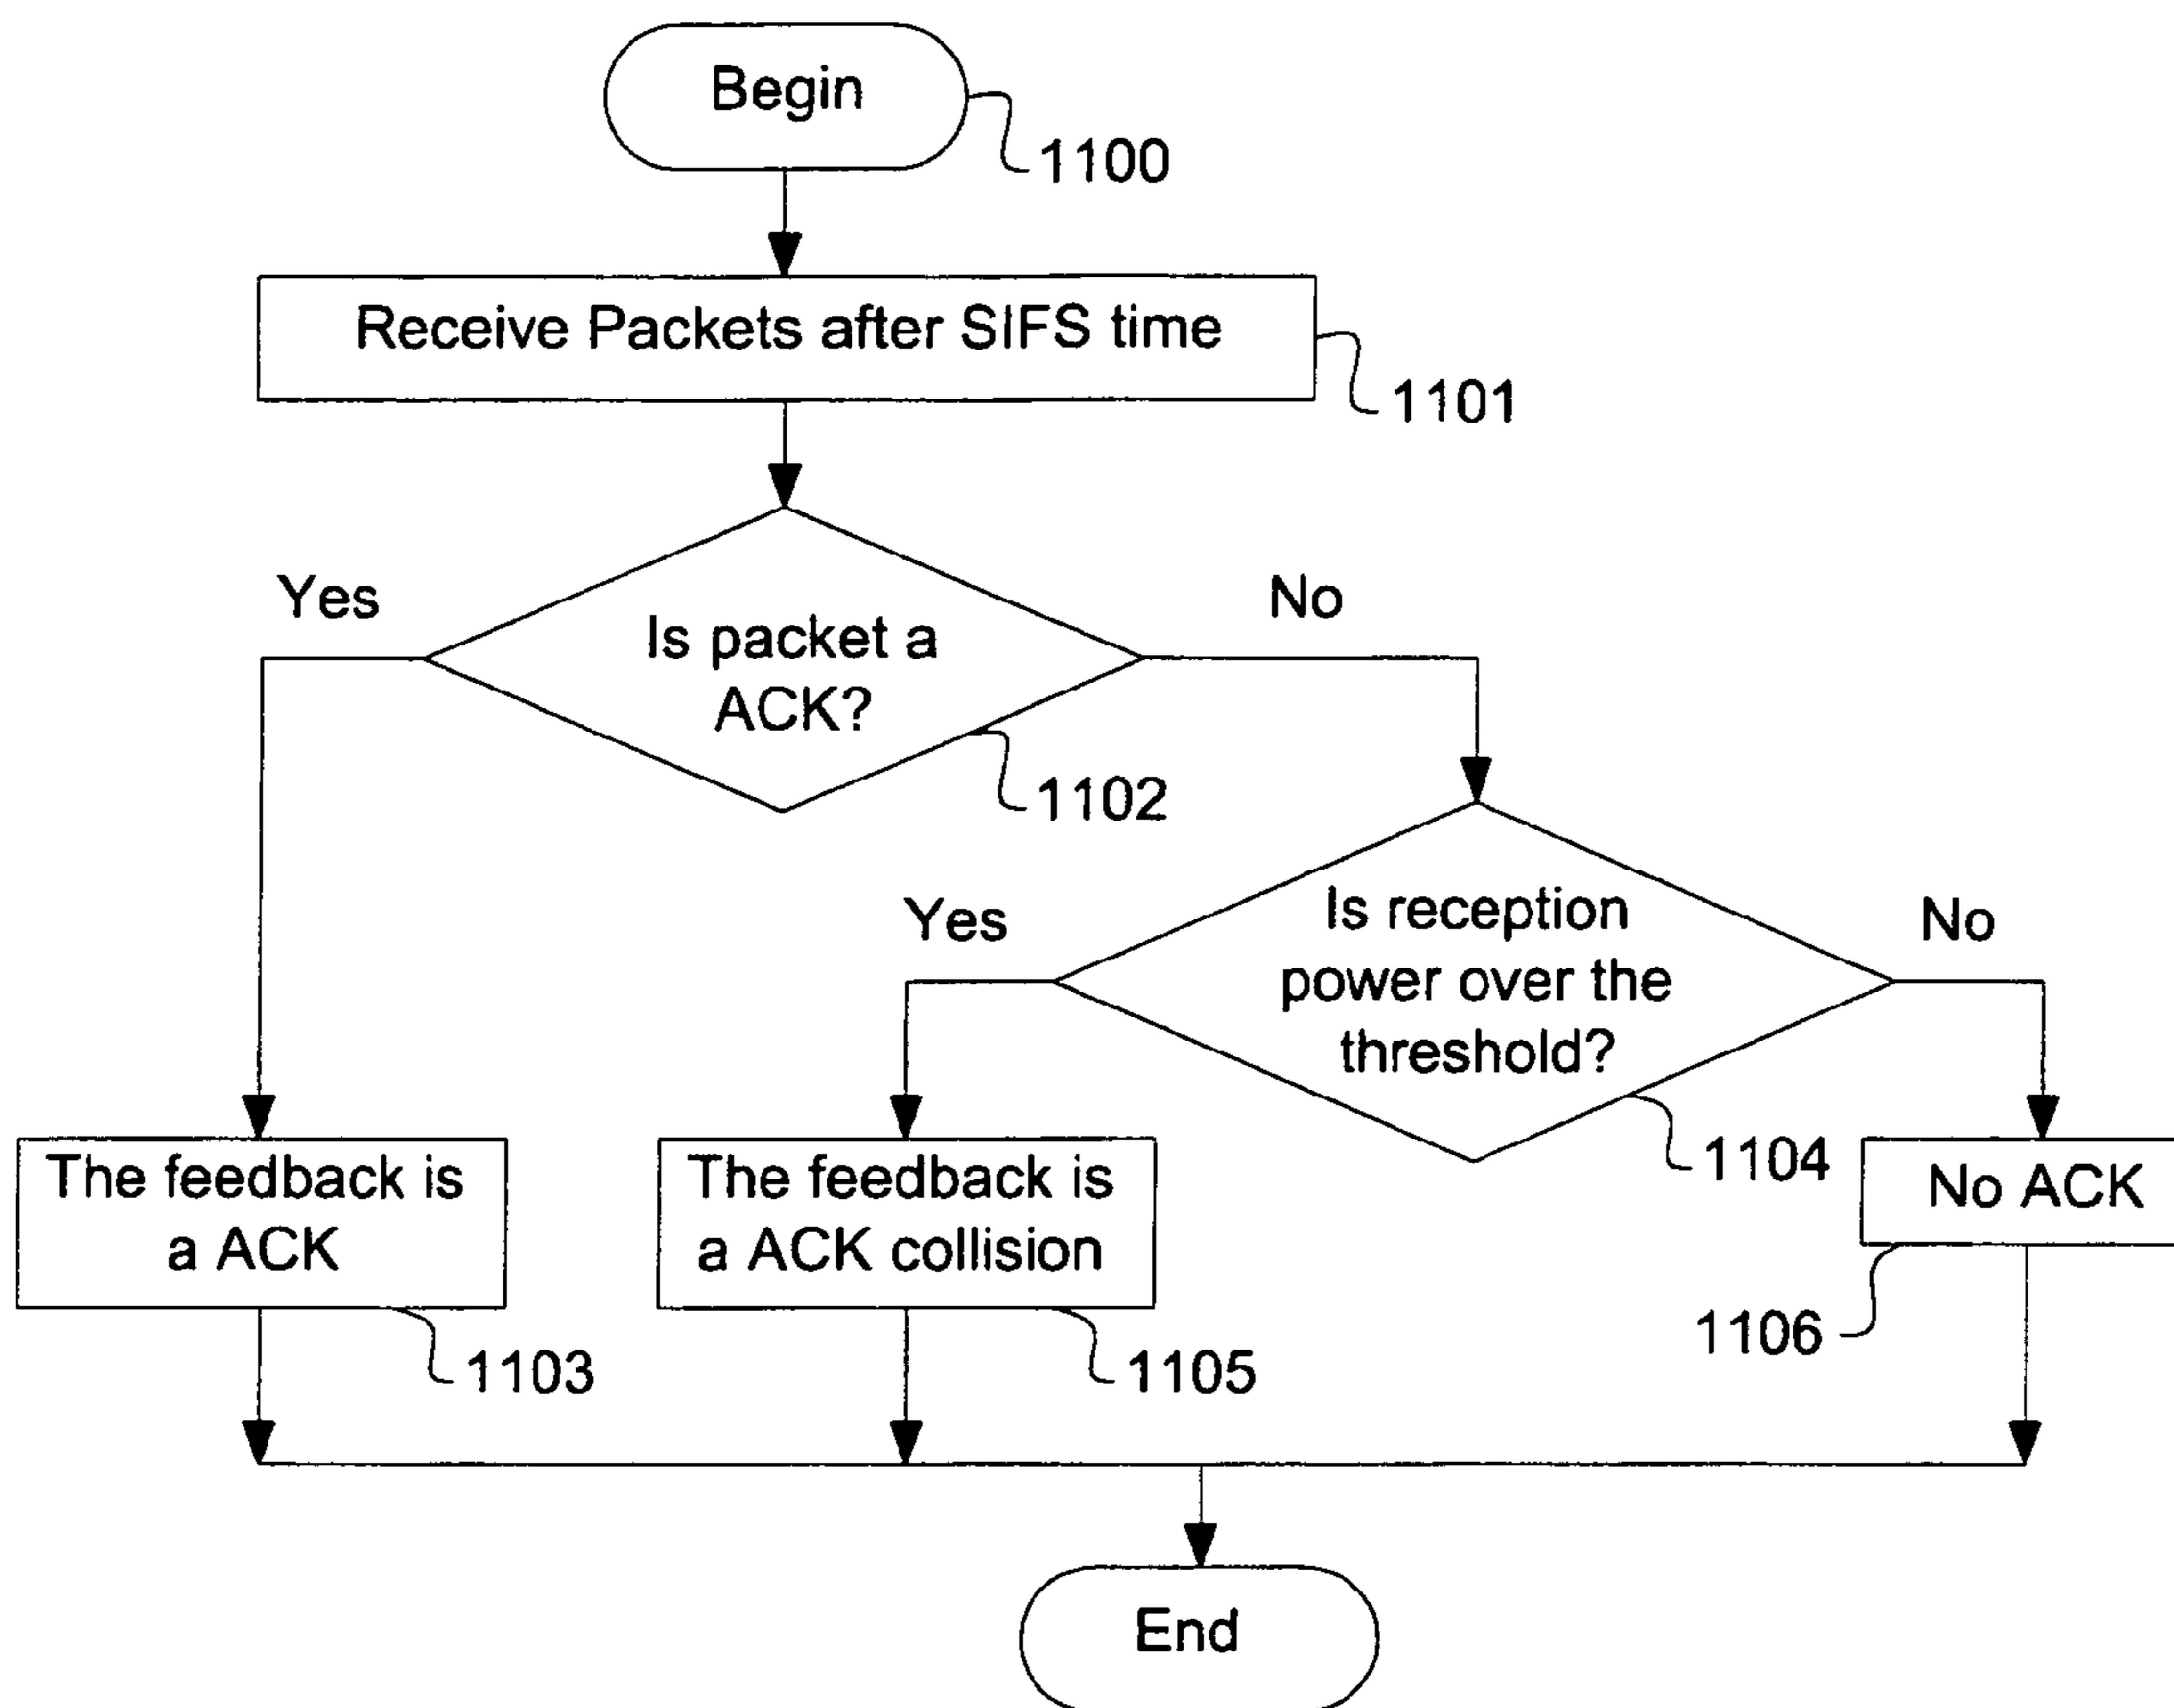 Begin
1100
Receive Packets after SIFS time
1101
Yes
No
Is packet a
ACK?
1102
Yes
Is reception
power over the
threshold?
No
1104
The feedback is
a ACK
1103
The feedback is
a ACK collision
1105
No ACK
1106
End